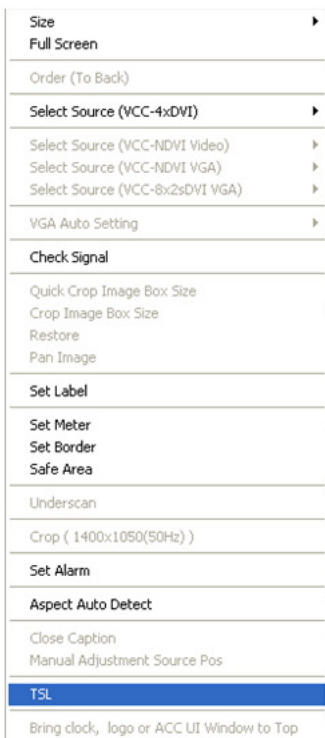 Size
Full Screen
Order (To Back)
Select Source (VCC-4xDVI)
Select Source (VCC-NDVI Video)
Select Source (VCC-NDVI VGA)
Select Source (VCC-8x2sDVI VGA)
VGA Auto Setting
Check Signal
Quick Crop Image Box Size
Crop Image Box Size
Restore
Pan Image
Set Label
Set Meter
Set Border
Safe Area
Underscan
Crop ( 1400x1050(50Hz) )
Set Alarm
Aspect Auto Detect
Close Caption
Manual Adjustment Source Pos
TSL
Bring clock, logo or ACC UI Window to Top